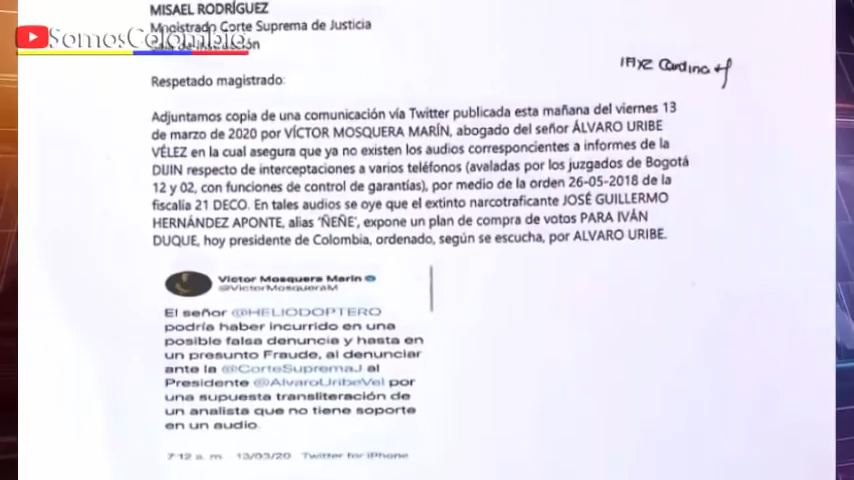 MISAEL RODRÍGUEZ
Magistrado Corte Suprema de Justicia
SomosColombia
Respetado magistrado:
Adjuntamos copia de una comunicación vía Twitter publicada esta mañana del viernes 13
de marzo de 2020 por VÍCTOR MOSQUERA MARÍN, abogado del señor ÁLVARO URIBE
VÉLEZ en la cual asegura que ya no existen los audios correspondientes a informes de la
DIJIN respecto de interceptaciones a varios teléfonos (avaladas por los juzgados de Bogotá
12 y 02, con funciones de control de garantías), por medio de la orden 26-05-2018 de la
fiscalía 21 DECO. En tales audios se oye que el extinto narcotraficante JOSÉ GUILLERMO
HERNÁNDEZ APONTE, alias 'ÑEÑE', expone un plan de compra de votos PARA IVÁN
DUQUE, hoy presidente de Colombia, ordenado, según se escucha, por ALVARO URIBE.
Víctor Mosquera Marín
@VictorMosqueraM
El señor @HELIODOPTERO
podría haber incurrido en una
posible falsa denuncia y hasta en
un presunto Fraude, al denunciar
ante la @CorteSupremaJ al
Presidente @AlvaroUribeVel por
una supuesta transliteración de
un analista que no tiene soporte
en un audio.
7:12 a. m. 13/03/20 Twitter for iPhone